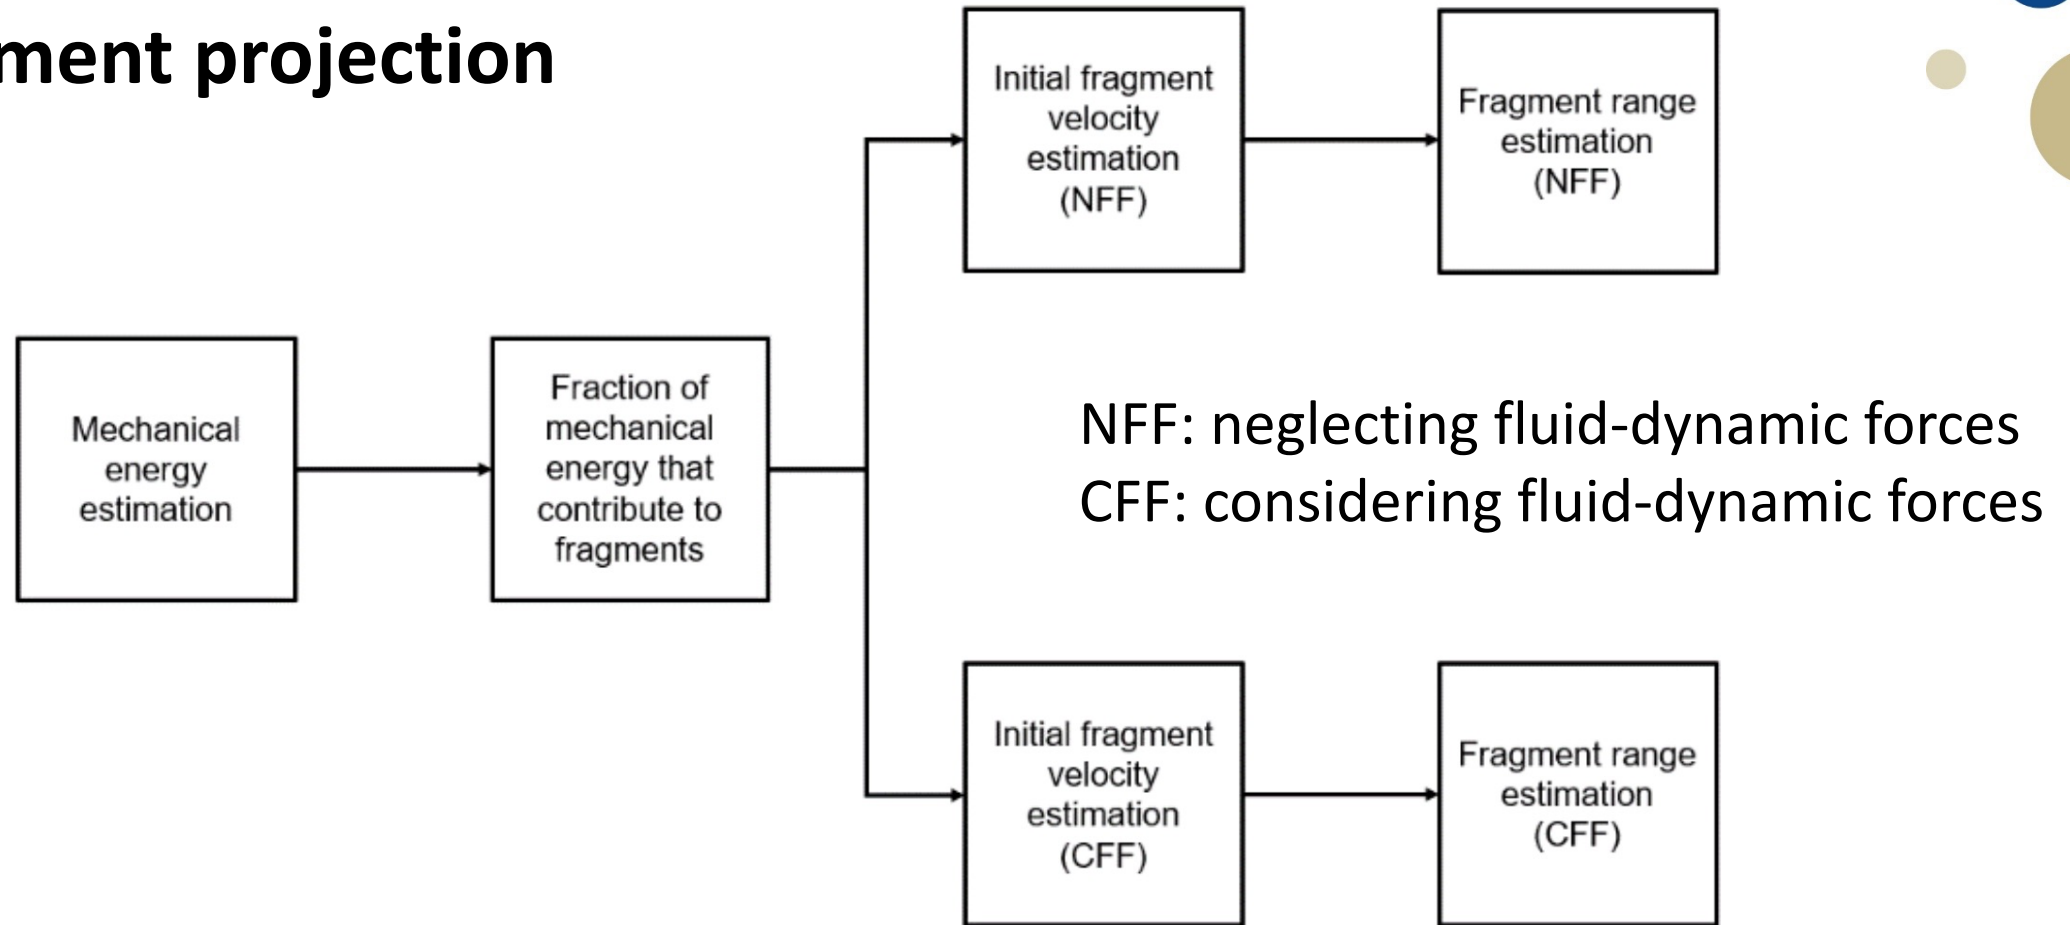 ment projection
Initial fragment
velocity
estimation
(NFF)
Fragment range
estimation
(NFF)
Mechanical
energy
estimation
Fraction of
mechanical
energy that
contribute to
fragments
NFF: neglecting fluid-dynamic forces
CFF: considering fluid-dynamic forces
Initial fragment
velocity
estimation
(CFF)
Fragment range
estimation
(CFF)